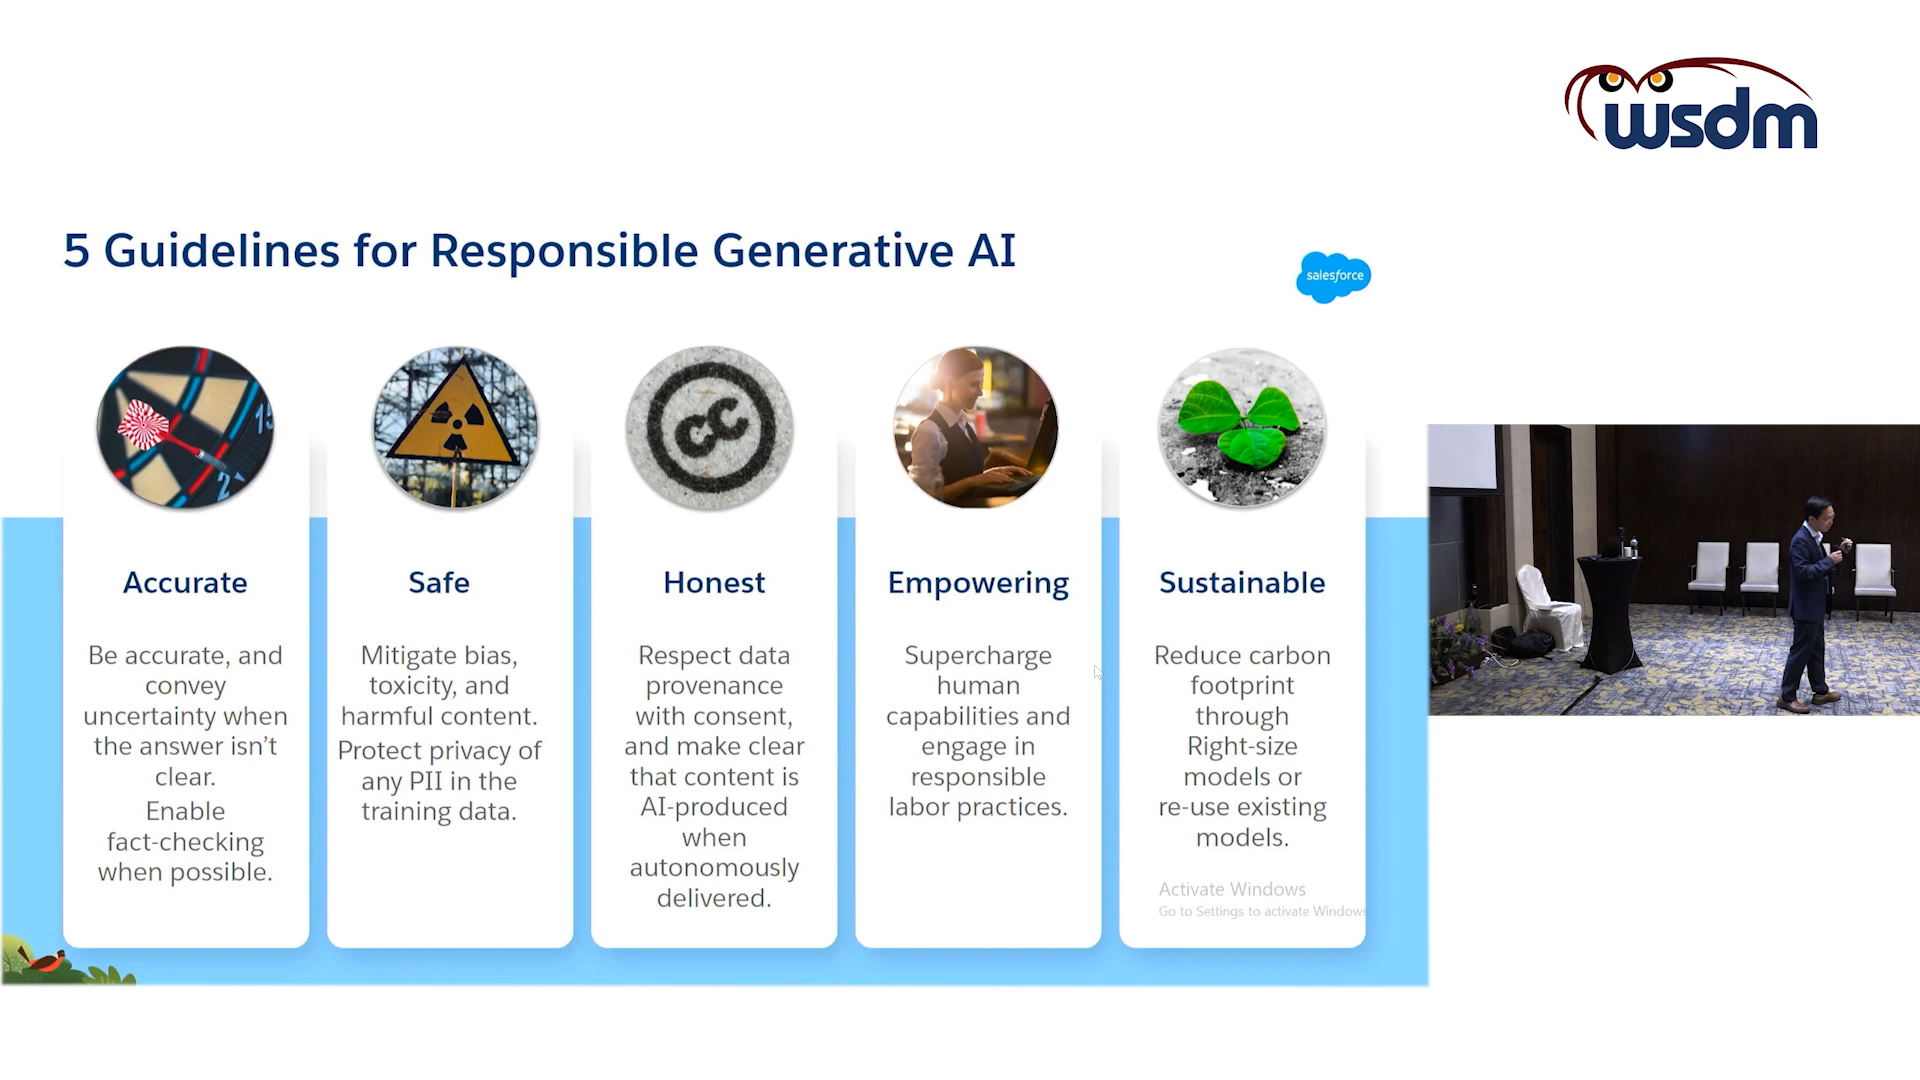 wsdm
5 Guidelines for Responsible Generative AI
salesforce
15
2
cc
Accurate
Be accurate, and
convey
uncertainty when
the answer isn’t
clear.
Enable
fact-checking
when possible.
Safe
Mitigate bias,
toxicity, and
harmful content.
Protect privacy of
any PII in the
training data.
Honest
Respect data
provenance
with consent,
and make clear
that content is
AI-produced
when
autonomously
delivered.
Empowering
Supercharge
human
capabilities and
engage in
responsible
labor practices.
Sustainable
Reduce carbon
footprint
through
Right-size
models or
re-use existing
models.
Activate Windows
Go to Settings to activate Windows